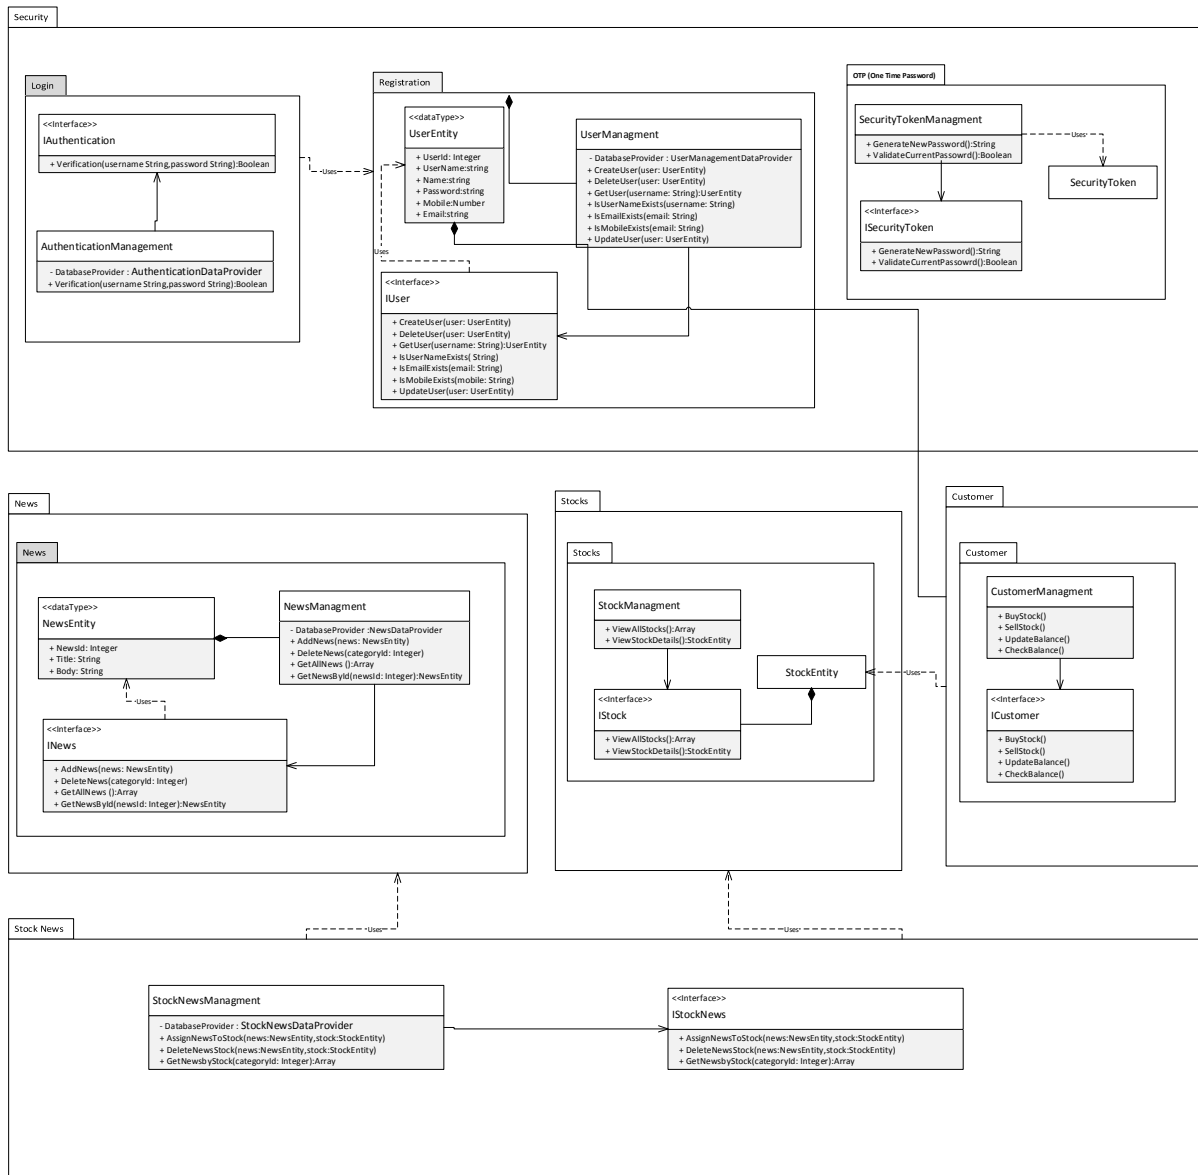 Security
Login
<<Interface>>
IAuthentication
+ Verification(username String,password String):Boolean
AuthenticationManagement
- DatabaseProvider : AuthenticationDataProvider
+ Verification(username String,password String):Boolean
Uses
Registration
<<dataType>>
UserEntity
+ UserId: Integer
+ UserName:string
+ Name:string
+ Password:string
+ Mobile:Number
+ Email:string
UserManagment
- DatabaseProvider : UserManagementDataProvider
+ CreateUser(user: UserEntity)
+ DeleteUser(user: UserEntity)
+ GetUser(username: String):UserEntity
+ IsUserNameExists(username: String)
+ IsEmailExists(email: String)
+ IsMobileExists(email: String)
+ UpdateUser(user: UserEntity)
Uses
<<Interface>>
IUser
+ CreateUser(user: UserEntity)
+ DeleteUser(user: UserEntity)
+ GetUser(username: String):UserEntity
+ IsUserNameExists( String)
+ IsEmailExists(email: String)
+ IsMobileExists(mobile: String)
+ UpdateUser(user: UserEntity)
OTP (One Time Password)
SecurityTokenManagment
+ GenerateNewPassword():String
+ ValidateCurrentPassowrd():Boolean
Uses
SecurityToken
<<Interface>>
ISecurityToken
+ GenerateNewPassword():String
+ ValidateCurrentPassowrd():Boolean
News
News
<<dataType>>
NewsEntity
+ NewsId: Integer
+ Title: String
+ Body: String
NewsManagment
- DatabaseProvider :NewsDataProvider
+ AddNews(news: NewsEntity)
+ DeleteNews(categoryId: Integer)
+ GetAllNews ():Array
+ GetNewsById(newsId: Integer):NewsEntity
Uses
<<Interface>>
INews
+ AddNews(news: NewsEntity)
+ DeleteNews(categoryId: Integer)
+ GetAllNews ():Array
+ GetNewsById(newsId: Integer):NewsEntity
Stocks
Stocks
StockManagment
+ ViewAllStocks():Array
+ ViewStockDetails():StockEntity
StockEntity
<<Interface>>
IStock
+ ViewAllStocks():Array
+ ViewStockDetails():StockEntity
Uses
Customer
Customer
CustomerManagment
+ BuyStock()
+ SellStock()
+ UpdateBalance()
+ CheckBalance()
<<Interface>>
ICustomer
+ BuyStock()
+ SellStock()
+ UpdateBalance()
+ CheckBalance()
Uses
Uses
Stock News
StockNewsManagment
- DatabaseProvider : StockNewsDataProvider
+ AssignNewsToStock(news:NewsEntity,stock:StockEntity)
+ DeleteNewsStock(news:NewsEntity,stock:StockEntity)
+ GetNewsbyStock(categoryId: Integer):Array
<<Interface>>
IStockNews
+ AssignNewsToStock(news:NewsEntity,stock:StockEntity)
+ DeleteNewsStock(news:NewsEntity,stock:StockEntity)
+ GetNewsbyStock(categoryId: Integer):Array